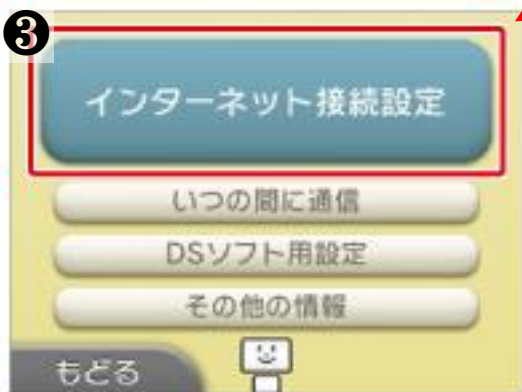 ❸
インターネット接続設定
いつの間に通信
DSソフト用設定
その他の情報
もどる